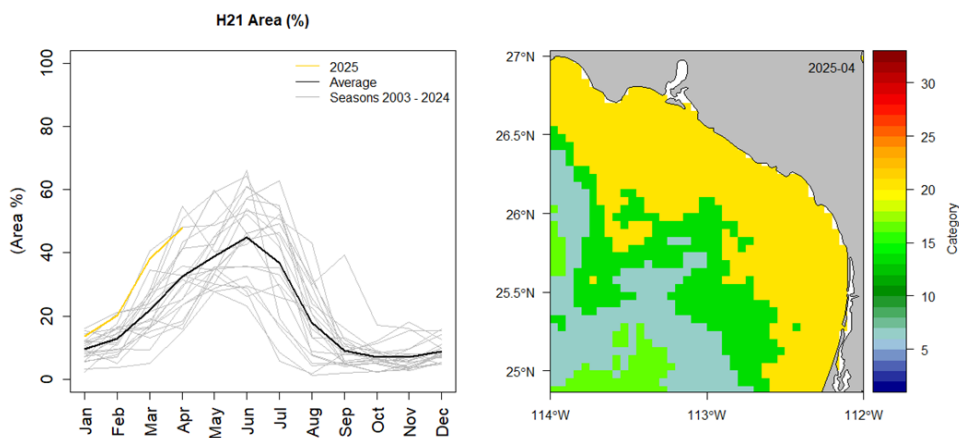 H21 Area (%)
(Area %)
100
80
60
40
20
0
2025
Average
Seasons 2003 - 2024
Jan
Feb
Mar
Apr
May
Jun
Jul
Aug
Sep
Oct
Nov
Dec
2025-04
27°N
26.5°N
26°N
25.5°N
25°N
114°W
113°W
112°W
30
25
20
15
10
5
Category